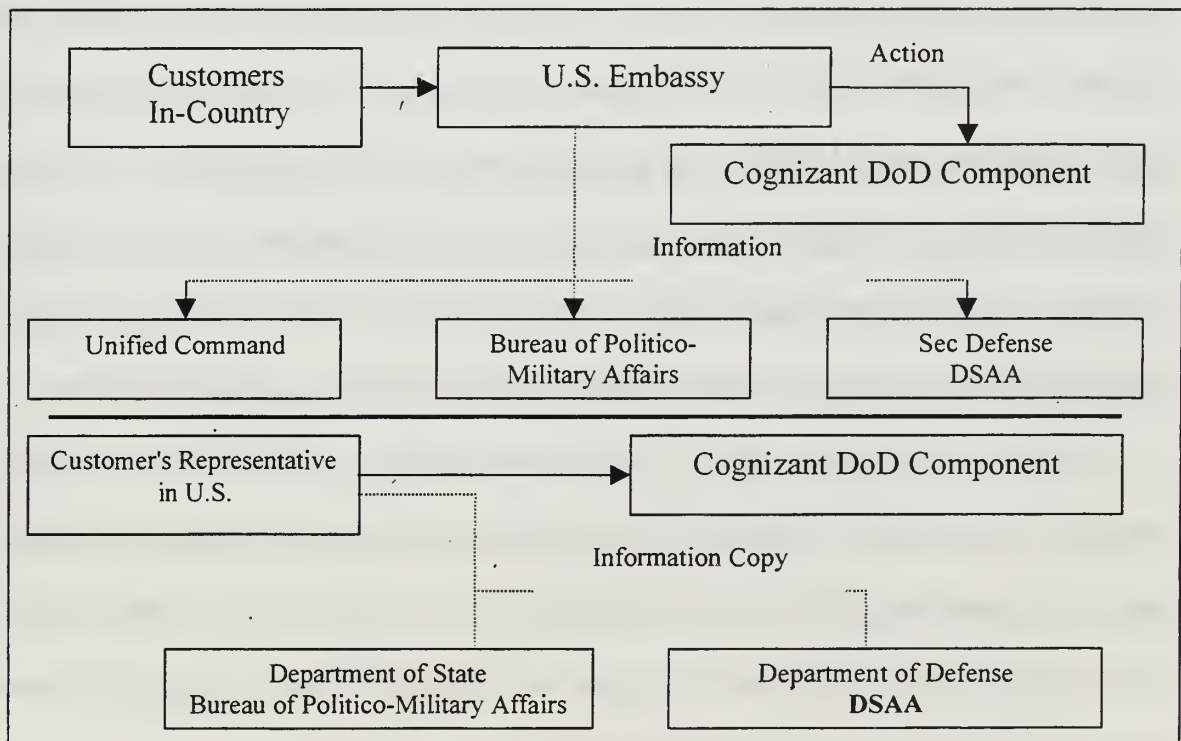 Customers
In-Country
U.S. Embassy
Action
Cognizant DoD Component
Information
Unified Command
Bureau of Politico-
Military Affairs
Sec Defense
DSAA
Customer's Representative
in U.S.
Cognizant DoD Component
Information Copy
Department of State
Bureau of Politico-Military Affairs
Department of Defense
DSAA